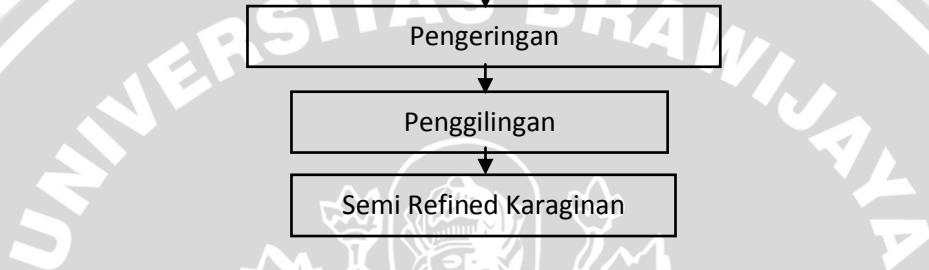 UNIVERSITAS BRAWIJAYA
Pengeringan
Penggilingan
Semi Refined Karaginan